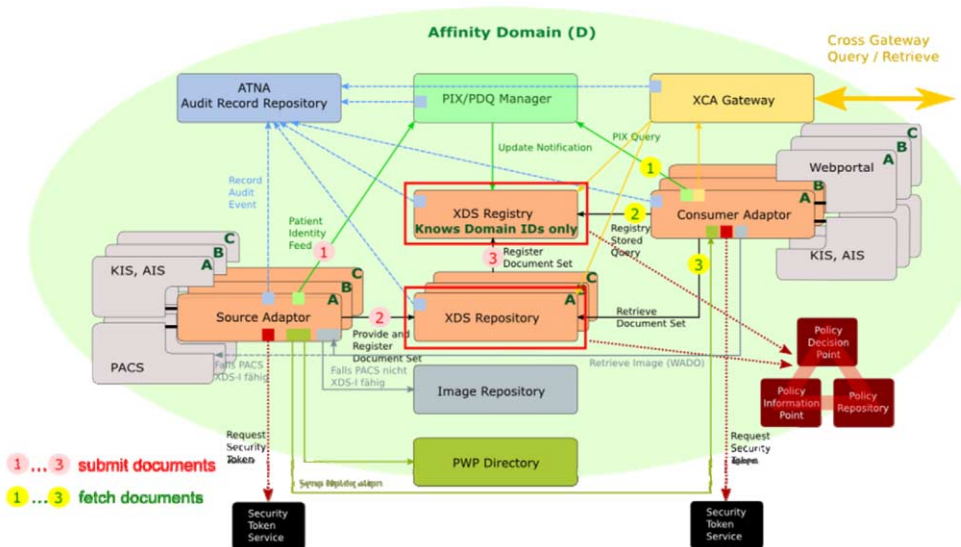 Affinity Domain (D)
Cross Gateway
Query / Retrieve
ATNA
Audit Record Repository
PIX/PDQ Manager
XCA Gateway
PIX Query
Update Notification
C
B
A
Webportal
Record
Audit
Event
Patient
Identity
Feed
1
1
XDS Registry
Knows Domain IDs only
2
Registry
Stored
Query
B
A
Consumer Adaptor
KIS, AIS
C
B
A
KIS, AIS
3
Register
Document Set
3
C
B
A
Source Adaptor
2
Provide and
Register
Document Set
C
A
XDS Repository
Retrieve
Document Set
PACS
Falls PACS
XDS-I fähig
Falls PACS nicht
XDS-I fähig
Retrieve Image (WADO)
Image Repository
Policy
Decision
Point
Policy
Information
Point
Policy
Repository
Request
Security
Token
PWP Directory
Request
Security
1 ...3 submit documents
1 ...3 fetch documents
Security
Token
Service
Security
Token
Service